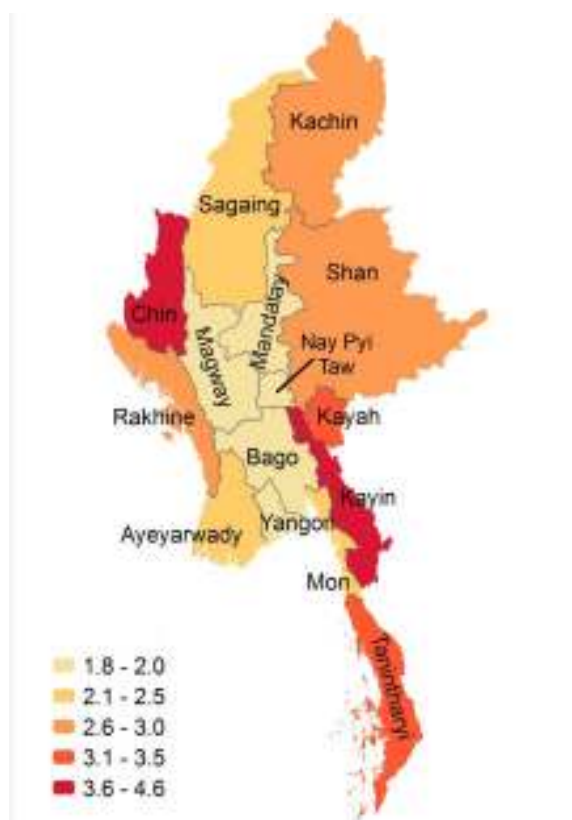 Kachin
Sagaing
Shan
Chin
Mandalay
Magway
Nay Pyi
Taw
Rakhine
Kayah
Bago
Kayin
Yangon
Ayeyarwady
Mon
Tanintharyi
1.8 - 2.0
2.1 - 2.5
2.6 - 3.0
3.1 - 3.5
3.6 - 4.6